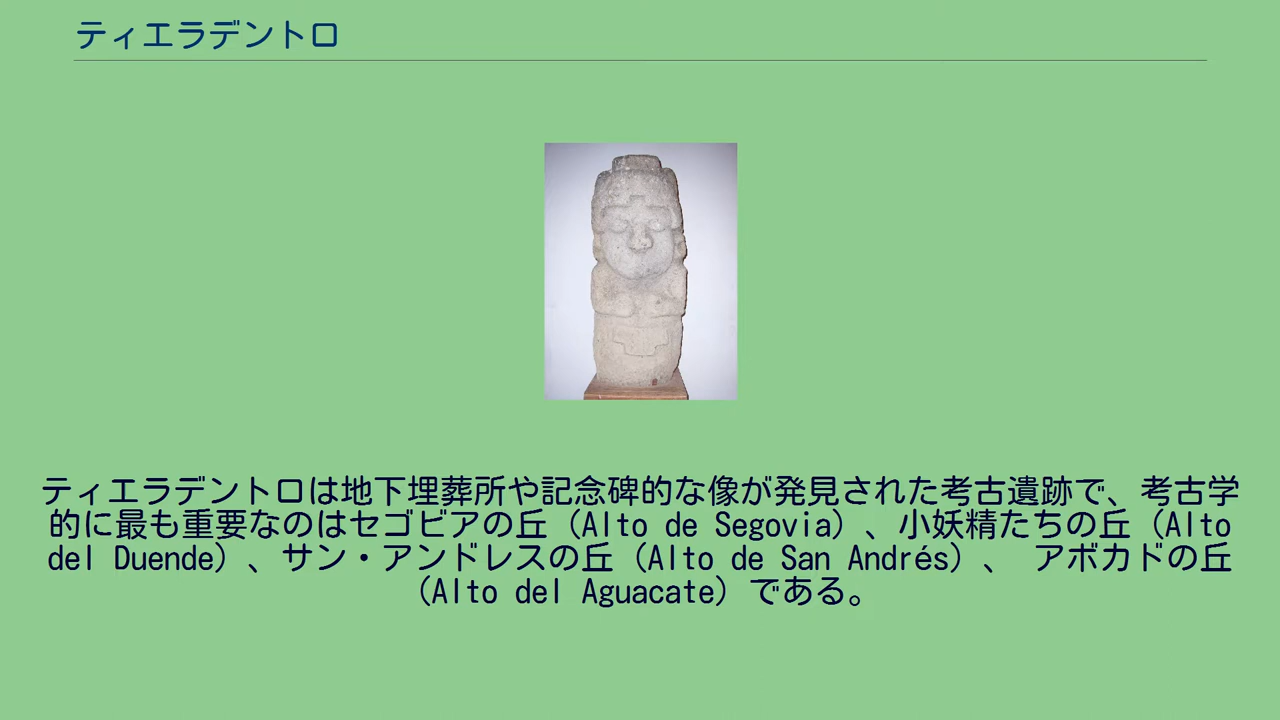 ティエラデントロ
ティエラデントロは地下埋葬所や記念碑的な像が発見された考古遺跡で、考古学
的に最も重要なのはセゴビアの丘（Alto de Segovia）、小妖精たちの丘（Alto
del Duende）、サン・アンドレスの丘（Alto de San Andrés）、 アボカドの丘
（Alto del Aguacate）である。